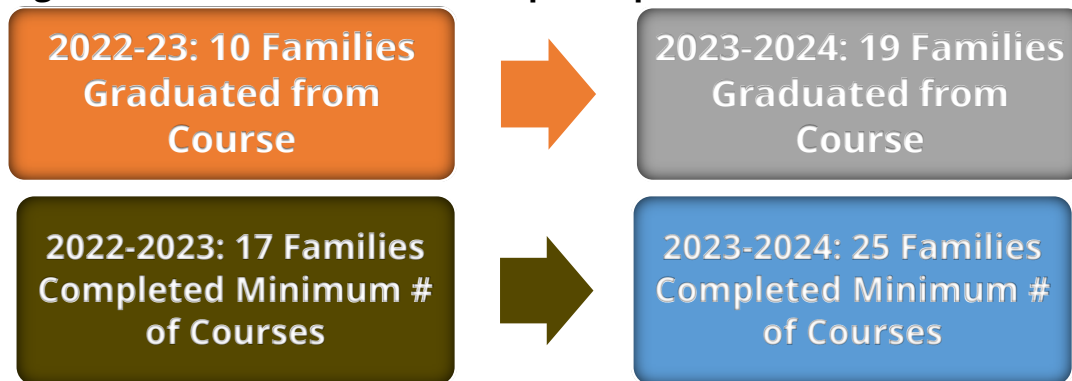 2022-23: 10 Families
Graduated from
Course
2023-2024: 19 Families
Graduated from
Course
2022-2023: 17 Families
Completed Minimum #
of Courses
2023-2024: 25 Families
Completed Minimum #
of Courses